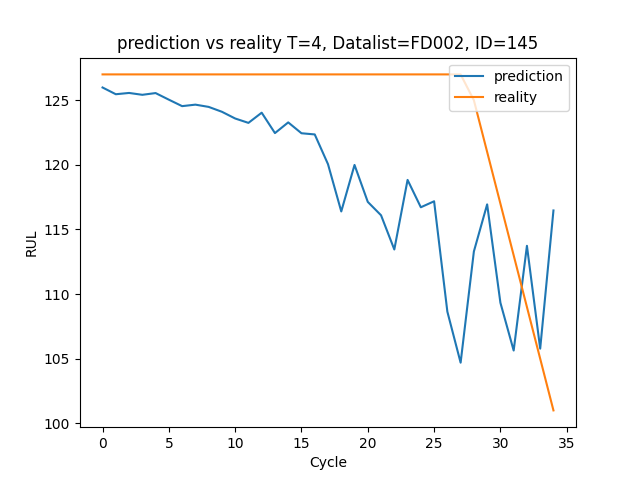 prediction vs reality T=4, Datalist=FD002, ID=145
prediction
reality
RUL
125
120
115
110
105
100
0 5 10 15 20 25 30 35
Cycle